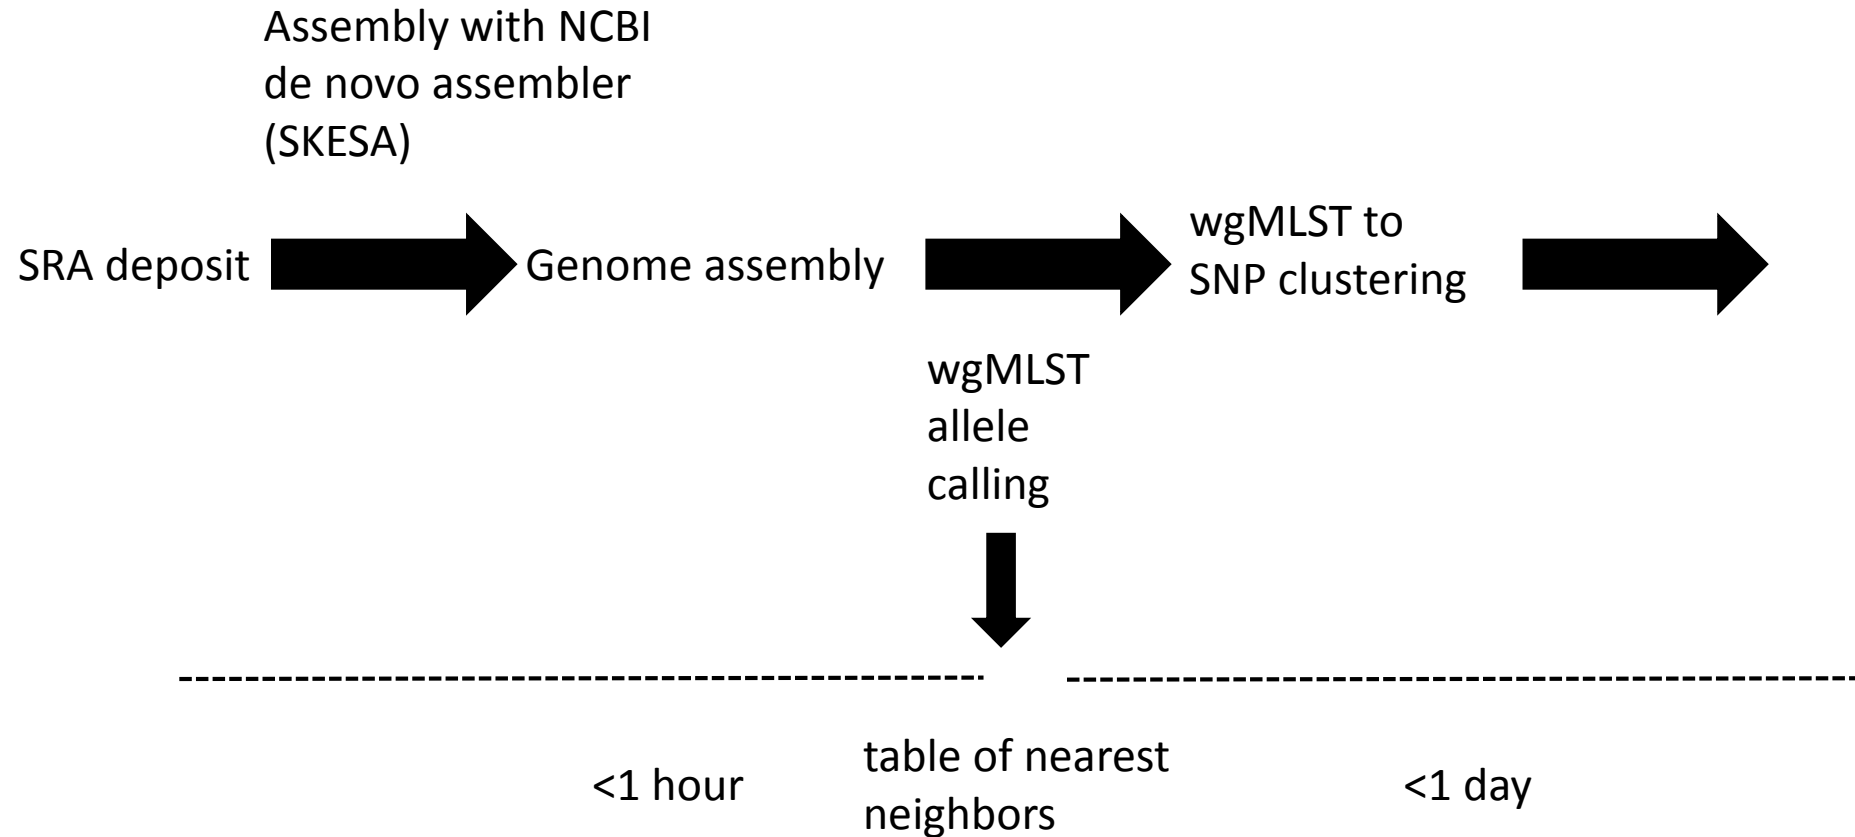 Assembly with NCBI
de novo assembler
(SKESA)
SRA deposit
Genome assembly
wgMLST to
SNP clustering
wgMLST
allele
calling
<1 hour
table of nearest
neighbors
<1 day